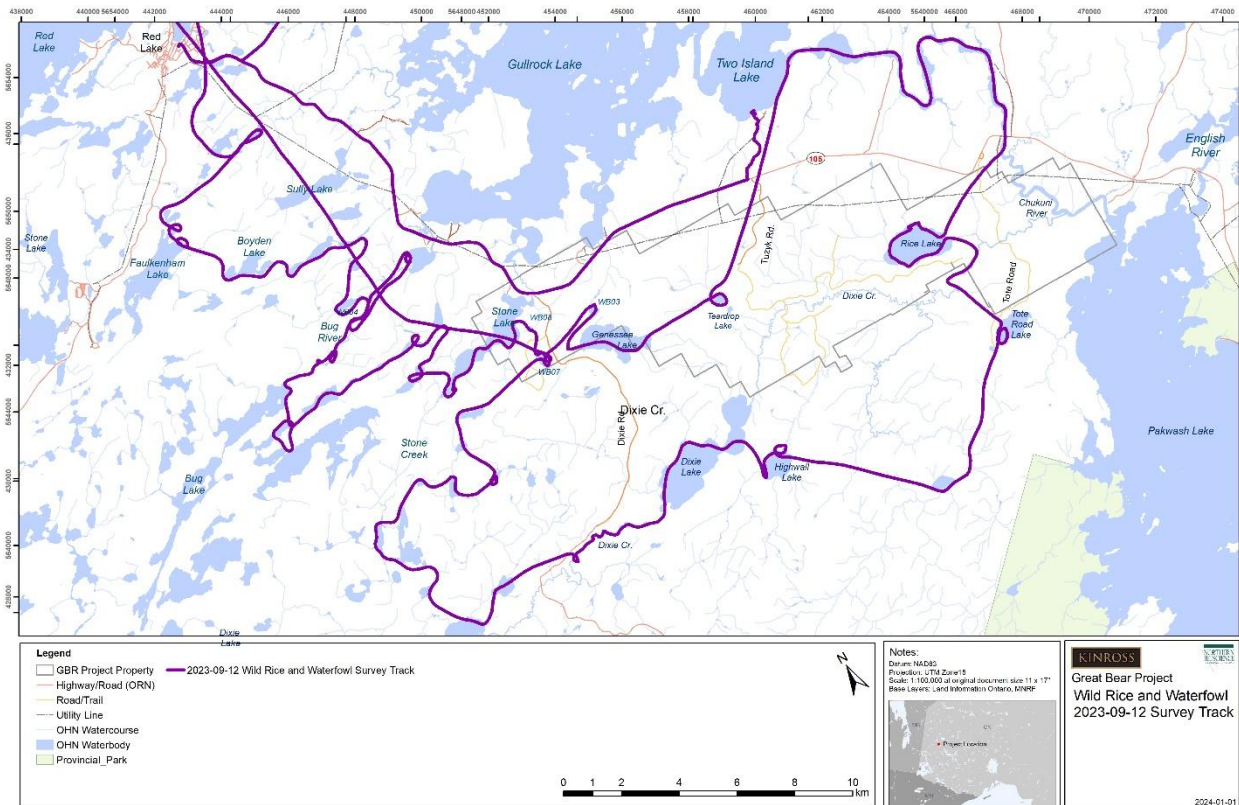 438000 440000 5654000 442000 444000 446000 448000 450000 5648000 452000 454000 456000 458000 460000 462000 464000 5640000 466000 468000 470000 472000 474000
Red
Lake
Red
Lake
Gullrock Lake
Two Island
Lake
5654000
English
River
105
Sully Lake
Chukuni
River
Stone
Lake
Boyden
Lake
Faulkenham
Lake
Rice Lake
434000
5648000
Tuzyk Rd.
Tote Road
Dixie Cr.
WB03
Stone
Lake
WB08
Teardrop
Lake
Bug
River
Genessee
Lake
Tote
Road
Lake
432000
WB07
Dixie Cr.
Dixie Rd.
5644000
Stone
Creek
Pakwash Lake
Bug
Lake
Dixie
Lake
Highwall
Lake
430000
5640000
Dixie Cr.
428000
Dixie
Lake
Legend
GBR Project Property
2023-09-12 Wild Rice and Waterfowl Survey Track
Highway/Road (ORN)
Road/Trail
Utility Line
OHN Watercourse
OHN Waterbody
Provincial_Park
N
0 1 2 4 6 8 10
km
Notes:
Datum: NAD83
Projection: UTM Zone15
Scale: 1:100,000 at original document size 11 x 17"
Base Layers: Land Information Ontario, MNRF
Project Location
KINROSS
NORTHERN
BIOSCIENCE
Great Bear Project
Wild Rice and Waterfowl
2023-09-12 Survey Track
2024-01-01